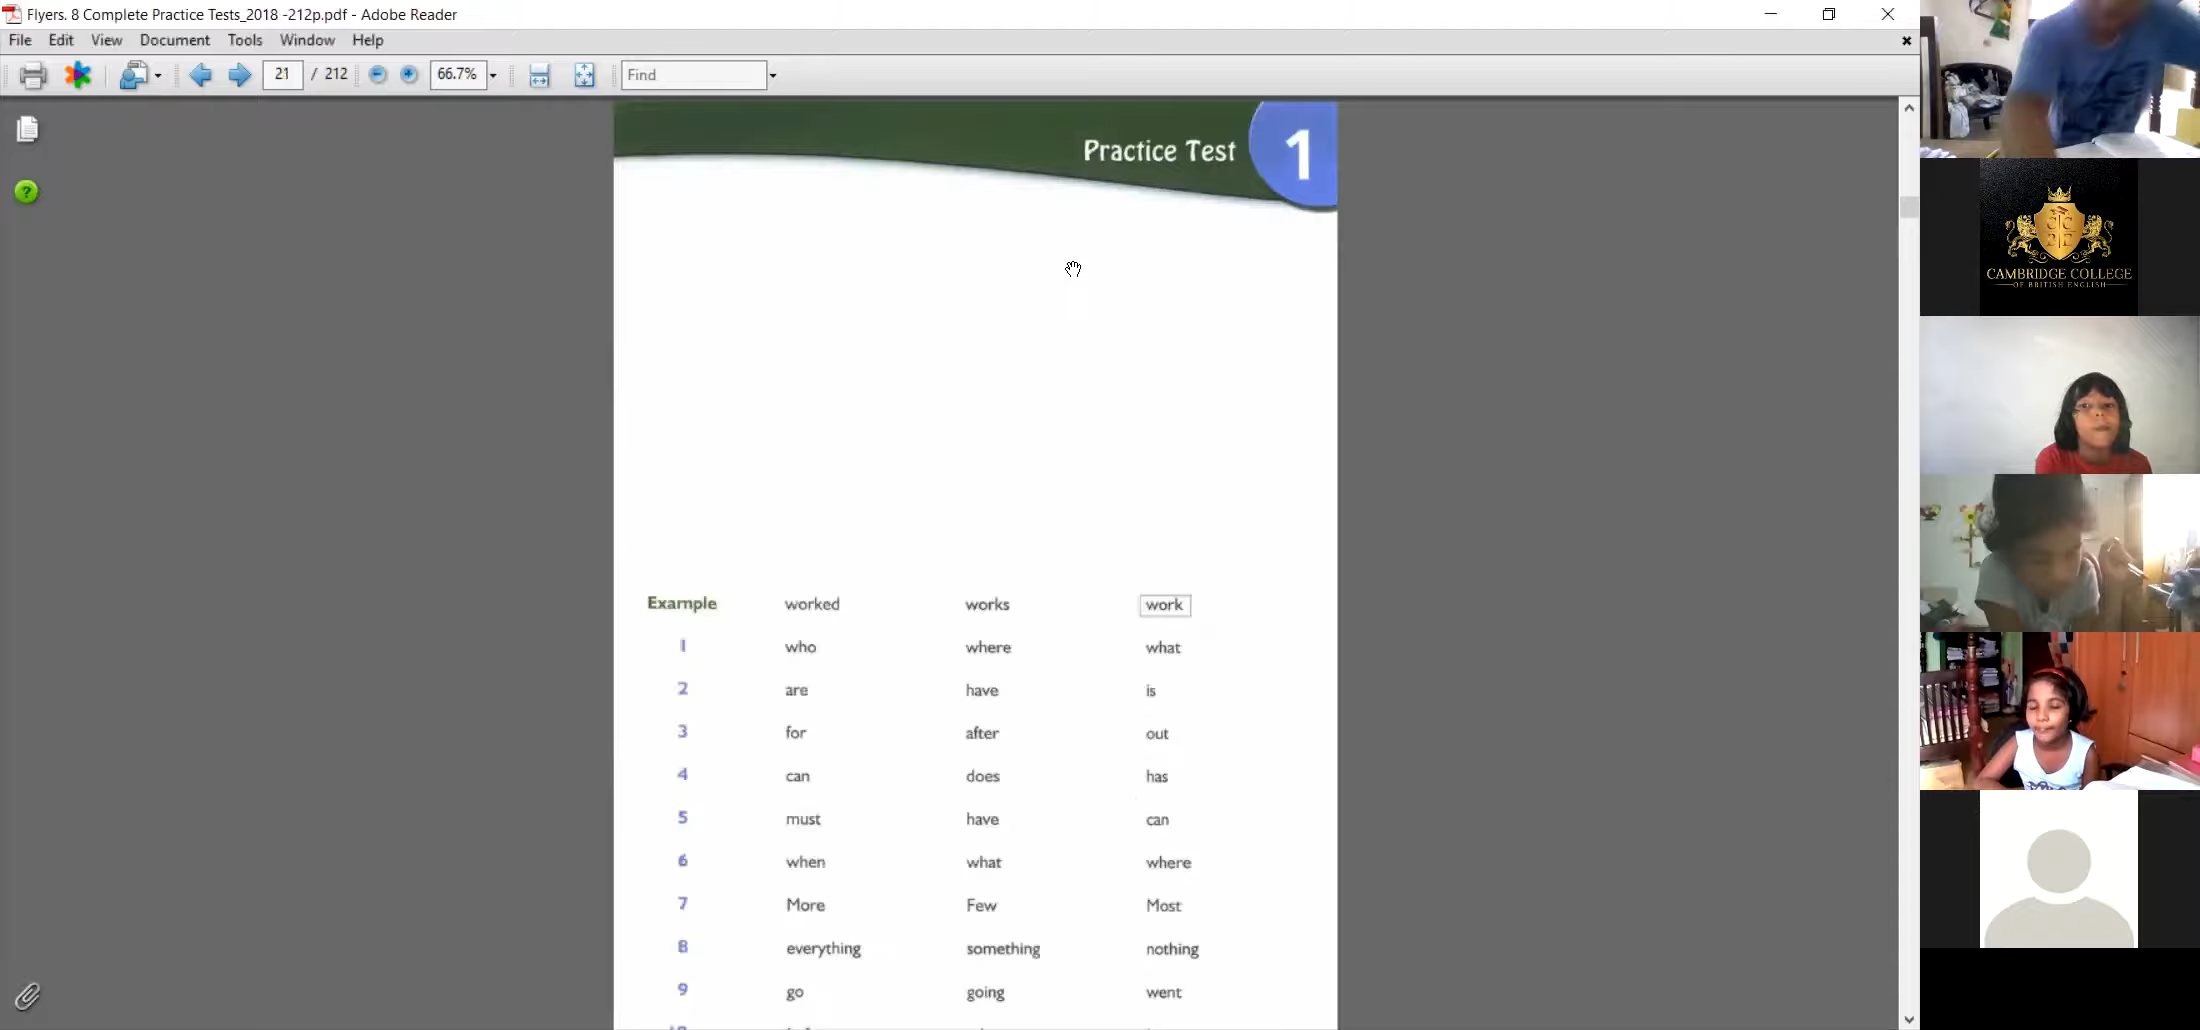 Flyers. 8 Complete Practice Tests_2018 -212p.pdf - Adobe Reader
File Edit View Document Tools Window Help
21 / 212 66.7% Find
Practice Test 1
Example worked works work
1 who where what
2 are have is
3 for after out
4 can does has
5 must have can
6 when what where
7 More Few Most
8 everything something nothing
9 go going went
CAMBRIDGE COLLEGE
OF BRITISH ENGLISH